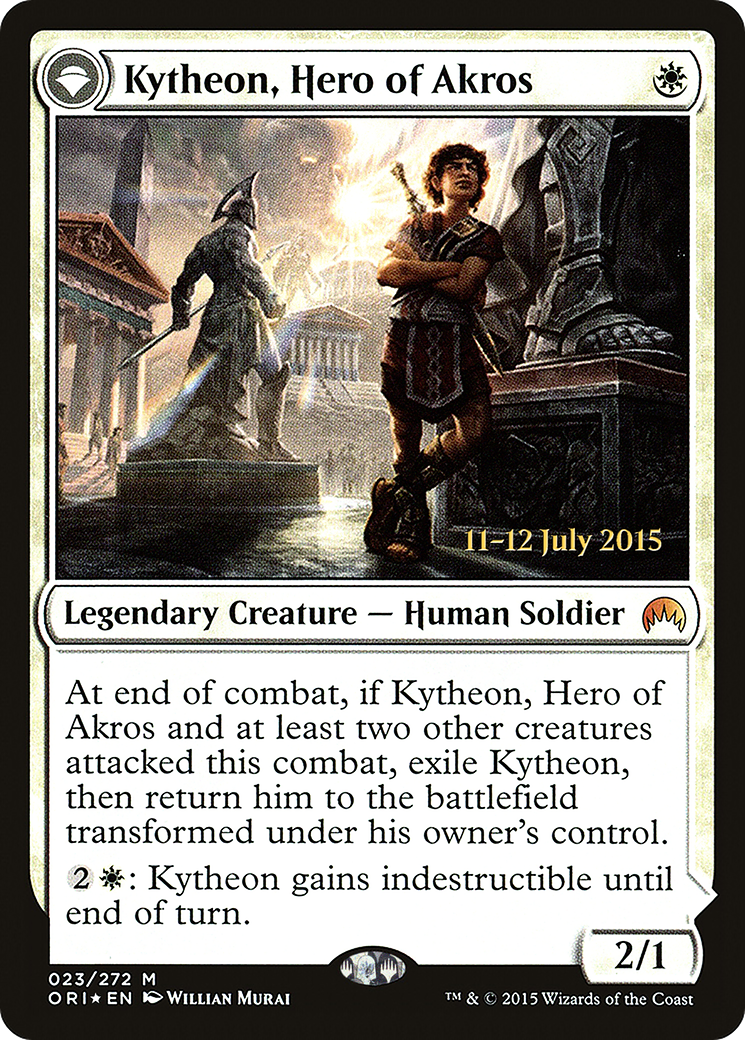 Kytheon, Hero of Akros
11–12 July 2015
Legendary Creature — Human Soldier
At end of combat, if Kytheon, Hero of
Akros and at least two other creatures
attacked this combat, exile Kytheon,
then return him to the battlefield
transformed under his owner's control.
2: Kytheon gains indestructible until
end of turn.
2/1
023/272 M
ORI★EN Willian Murai
™ & © 2015 Wizards of the Coast